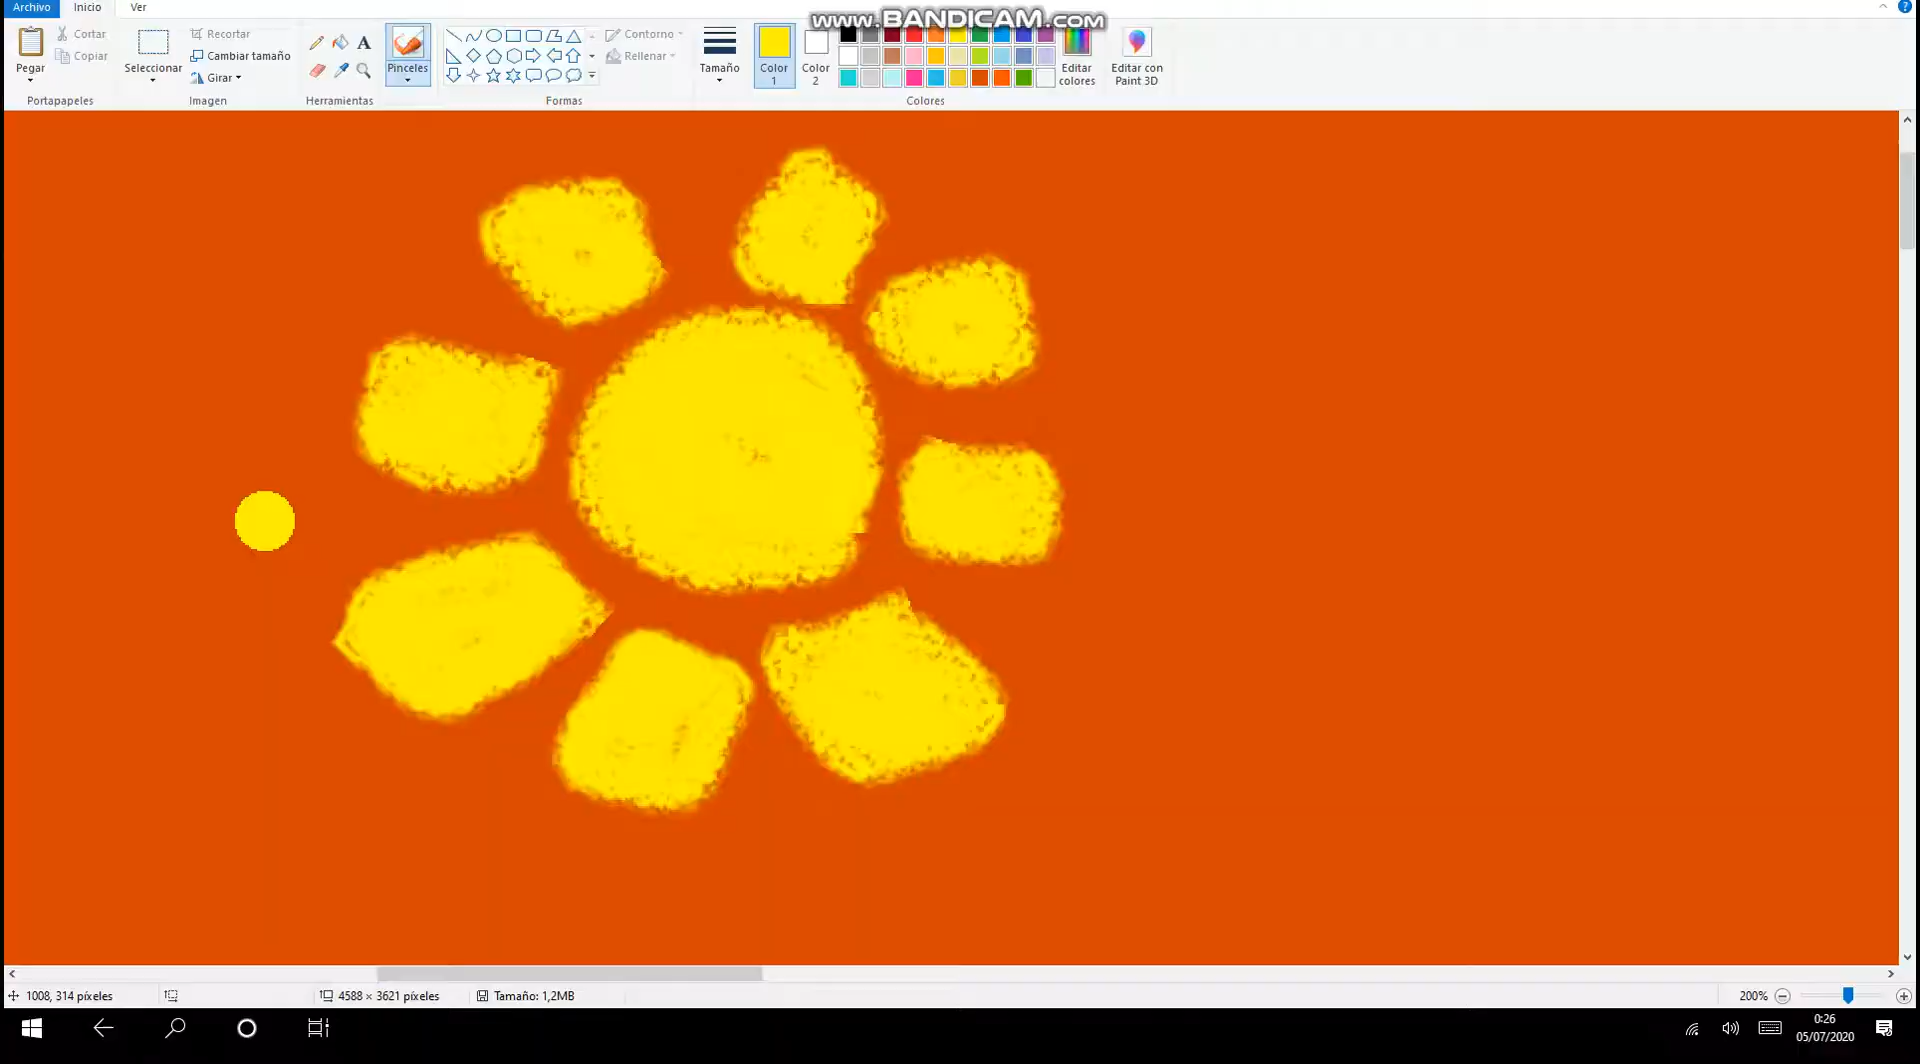 Archivo Inicio Ver
www.BANDICAM.com
Pegar
Cortar
Copiar
Portapapeles
Seleccionar
Recortar
Cambiar tamaño
Girar
Imagen
A
Herramientas
Pinceles
Contorno
Rellenar
Formas
Tamaño
Color 1
Color 2
Editar colores
Colores
Editar con Paint 3D
1008, 314 píxeles
4588 × 3621 píxeles
Tamaño: 1,2MB
200%
0:26
05/07/2020